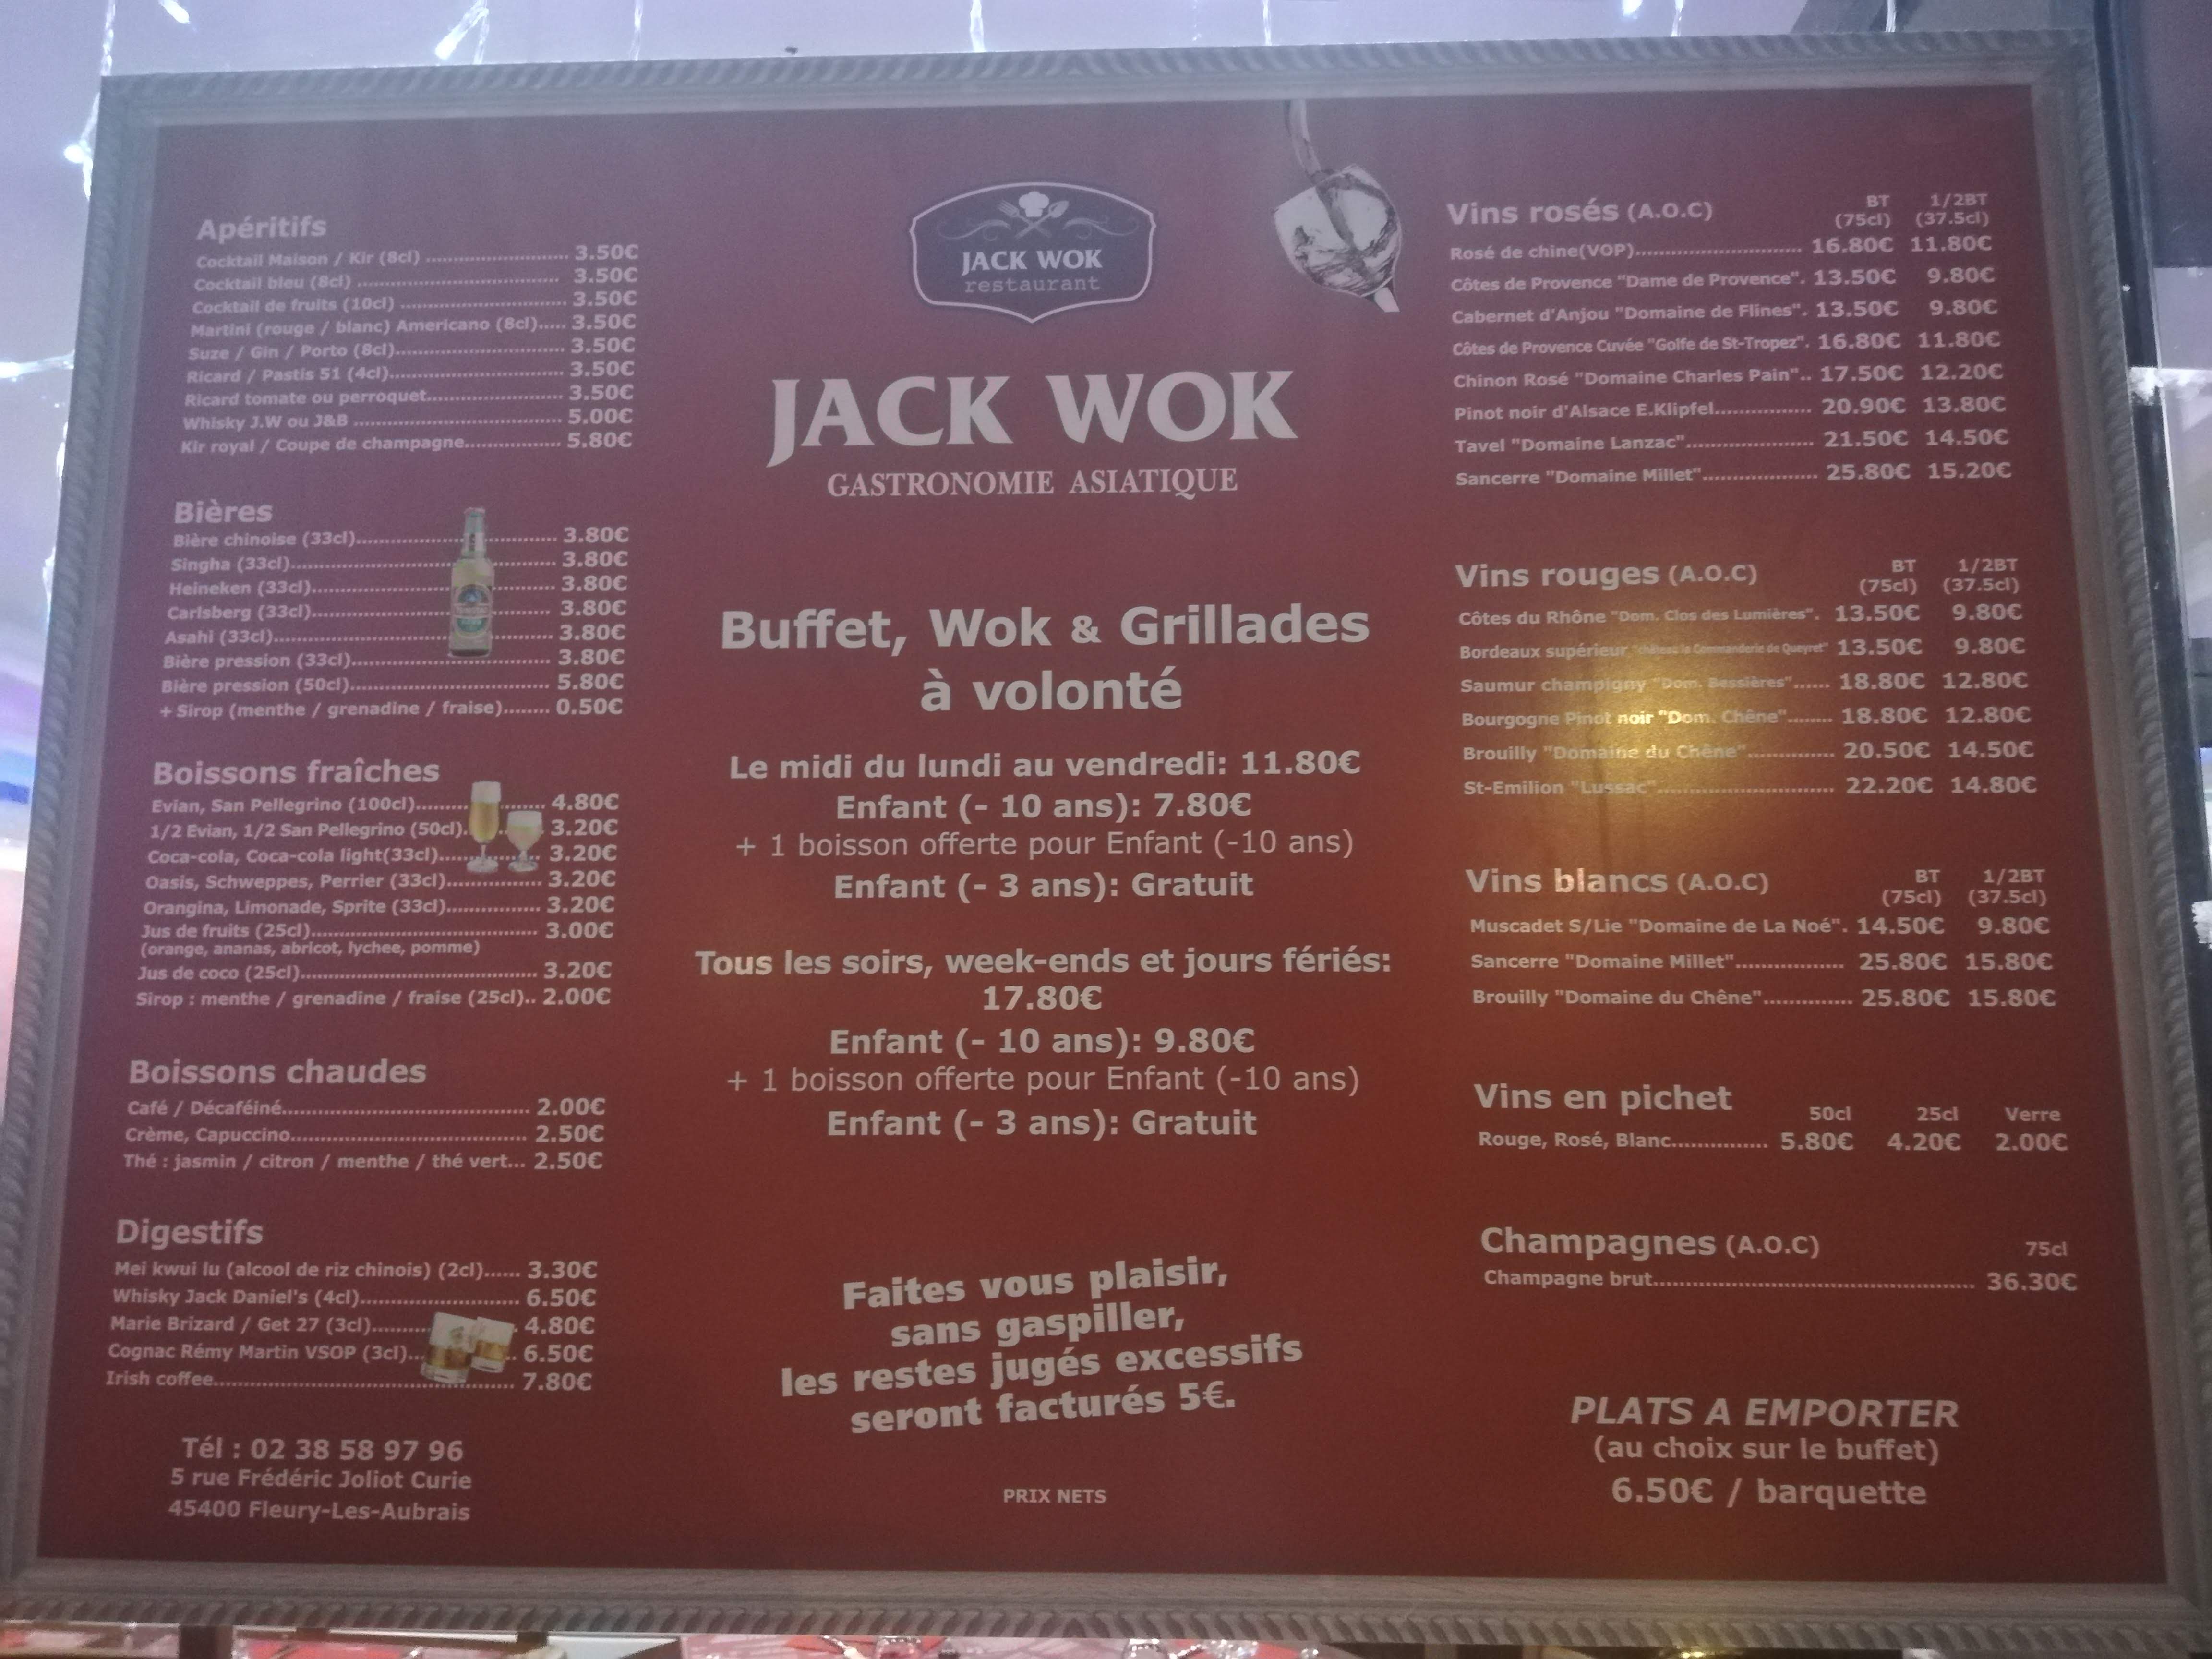 Apéritifs
Cocktail Maison / Kir (8cl) ........ 3.50€
Cocktail bleu (8cl) ........ 3.50€
Cocktail de fruits (10cl) ........ 3.50€
Martini (rouge / blanc) Americano (8cl)..... 3.50€
Suze / Gin / Porto (8cl)........ 3.50€
Ricard / Pastis 51 (4cl)........ 3.50€
Ricard tomate ou perroquet........ 3.50€
Whisky J.W ou J&B ........ 5.00€
Kir royal / Coupe de champagne........ 5.80€
Bières
Bière chinoise (33cl)........ 3.80€
Singha (33cl)........ 3.80€
Heineken (33cl)........ 3.80€
Carlsberg (33cl)........ 3.80€
Asahi (33cl)........ 3.80€
Bière pression (33cl)........ 3.80€
Bière pression (50cl)........ 5.80€
+ Sirop (menthe / grenadine / fraise)........ 0.50€
Boissons fraîches
Evian, San Pellegrino (100cl)........ 4.80€
1/2 Evian, 1/2 San Pellegrino (50cl)........ 3.20€
Coca-cola, Coca-cola light(33cl)........ 3.20€
Oasis, Schweppes, Perrier (33cl)........ 3.20€
Orangina, Limonade, Sprite (33cl)........ 3.20€
Jus de fruits (25cl)........ 3.00€
(orange, ananas, abricot, lychee, pomme)
Jus de coco (25cl)........ 3.20€
Sirop : menthe / grenadine / fraise (25cl).. 2.00€
Boissons chaudes
Café / Décaféiné........ 2.00€
Crème, Capuccino........ 2.50€
Thé : jasmin / citron / menthe / thé vert... 2.50€
Digestifs
Mei kwui lu (alcool de riz chinois) (2cl)...... 3.30€
Whisky Jack Daniel's (4cl)........ 6.50€
Marie Brizard / Get 27 (3cl)........ 4.80€
Cognac Rémy Martin VSOP (3cl)........ 6.50€
Irish coffee........ 7.80€
Tél : 02 38 58 97 96
5 rue Frédéric Joliot Curie
45400 Fleury-Les-Aubrais
JACK WOK
restaurant
JACK WOK
GASTRONOMIE ASIATIQUE
Buffet, Wok & Grillades
à volonté
Le midi du lundi au vendredi: 11.80€
Enfant (- 10 ans): 7.80€
+ 1 boisson offerte pour Enfant (-10 ans)
Enfant (- 3 ans): Gratuit
Tous les soirs, week-ends et jours fériés:
17.80€
Enfant (- 10 ans): 9.80€
+ 1 boisson offerte pour Enfant (-10 ans)
Enfant (- 3 ans): Gratuit
Faites vous plaisir,
sans gaspiller,
les restes jugés excessifs
seront facturés 5€.
PRIX NETS
Vins rosés (A.O.C) BT 1/2BT
(75cl) (37.5cl)
Rosé de chine(VOP)........ 16.80€ 11.80€
Côtes de Provence "Dame de Provence". 13.50€ 9.80€
Cabernet d'Anjou "Domaine de Flines". 13.50€ 9.80€
Côtes de Provence Cuvée "Golfe de St-Tropez". 16.80€ 11.80€
Chinon Rosé "Domaine Charles Pain".. 17.50€ 12.20€
Pinot noir d'Alsace E.Klipfel........ 20.90€ 13.80€
Tavel "Domaine Lanzac"........ 21.50€ 14.50€
Sancerre "Domaine Millet"........ 25.80€ 15.20€
Vins rouges (A.O.C) BT 1/2BT
(75cl) (37.5cl)
Côtes du Rhône "Dom. Clos des Lumières". 13.50€ 9.80€
Bordeaux supérieur "château la Commanderie de Queyret" 13.50€ 9.80€
Saumur champigny "Dom. Bessières"...... 18.80€ 12.80€
Bourgogne Pinot noir "Dom. Chêne"........ 18.80€ 12.80€
Brouilly "Domaine du Chêne"........ 20.50€ 14.50€
St-Emilion "Lussac"........ 22.20€ 14.80€
Vins blancs (A.O.C) BT 1/2BT
(75cl) (37.5cl)
Muscadet S/Lie "Domaine de La Noé". 14.50€ 9.80€
Sancerre "Domaine Millet"........ 25.80€ 15.80€
Brouilly "Domaine du Chêne"........ 25.80€ 15.80€
Vins en pichet 50cl 25cl Verre
Rouge, Rosé, Blanc........ 5.80€ 4.20€ 2.00€
Champagnes (A.O.C) 75cl
Champagne brut........ 36.30€
PLATS A EMPORTER
(au choix sur le buffet)
6.50€ / barquette